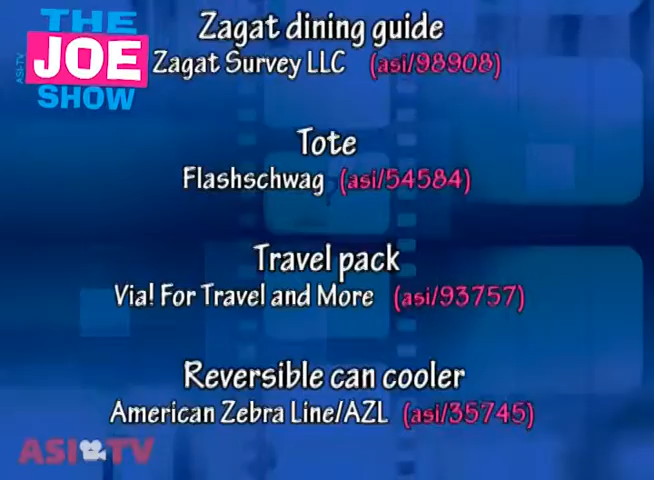 THE
JOE
SHOW
ASI-TV
Zagat dining guide
Zagat Survey LLC (asi/98908)
Tote
Flashschwag (asi/54584)
Travel pack
Via! For Travel and More (asi/93757)
Reversible can cooler
American Zebra Line/AZL (asi/35745)
ASI TV